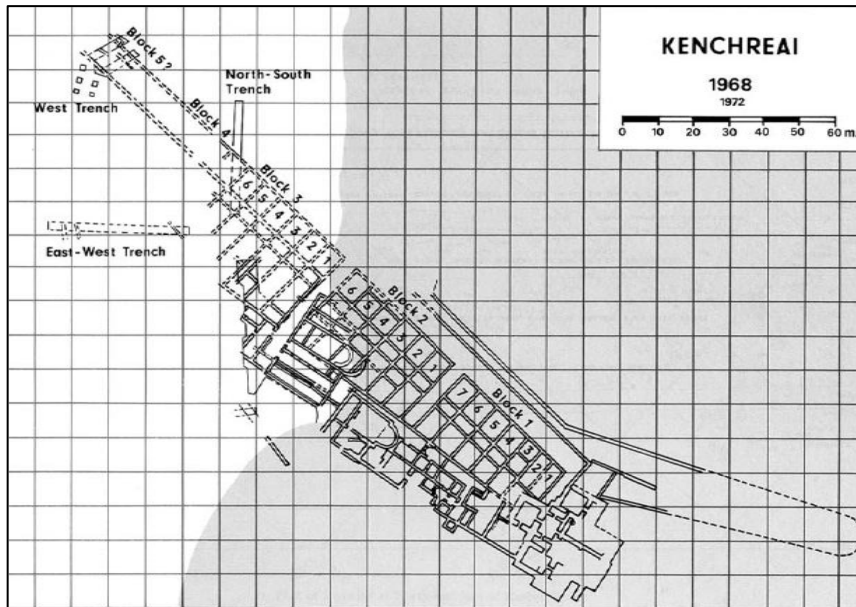 KENCHREAI
1968
1972
0 10 20 30 40 50 60 m.
Block 5?
North-South
Trench
West Trench
Block 4
Block 3
6 5 4 3 2 1
East-West Trench
Block 2
6 5 4 3 2 1
Block 1
7 6 5 4 3 2 1